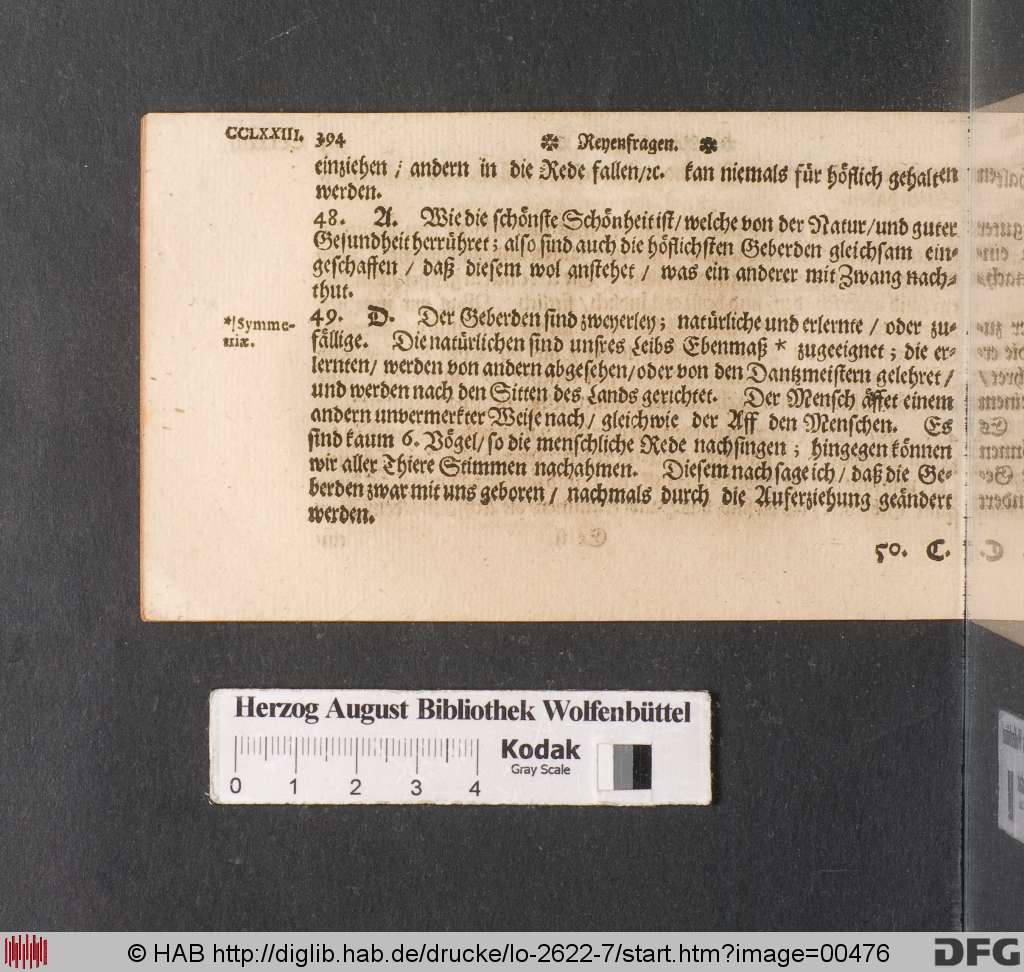 CCLXXIII. 394 ✽ Reyenfragen. ✽
einziehen / andern in die Rede fallen/ꝛc. kan niemals für höflich gehalten
werden.
48. A. Wie die schönste Schönheit ist/ welche von der Natur/ und guter
Gesundheit herrühret; also sind auch die höflichsten Geberden gleichsam ein-
geschaffen / daß diesem wol anstehet / was ein anderer mit Zwang nach-
thut.
49. D. Der Geberden sind zweyerley; natürliche und erlernte / oder zu-
fällige. Die natürlichen sind unsres Leibs Ebenmaß * zugeeignet; die er-
lernten/ werden von andern abgesehen/ oder von den Dantzmeistern gelehret/
und werden nach den Sitten des Lands gerichtet. Der Mensch äffet einem
andern unvermerkter Weise nach/ gleichwie der Aff den Menschen. Es
sind kaum 6. Vögel/ so die menschliche Rede nachsingen; hingegen können
wir aller Thiere Stimmen nachahmen. Diesem nach sage ich/ daß die Ge-
berden zwar mit uns geboren / nachmals durch die Auferziehung geändert
werden.
50. C.
*/Symme-
triæ.
Herzog August Bibliothek Wolfenbüttel
Kodak
Gray Scale
0 1 2 3 4
© HAB http://diglib.hab.de/drucke/lo-2622-7/start.htm?image=00476
DFG